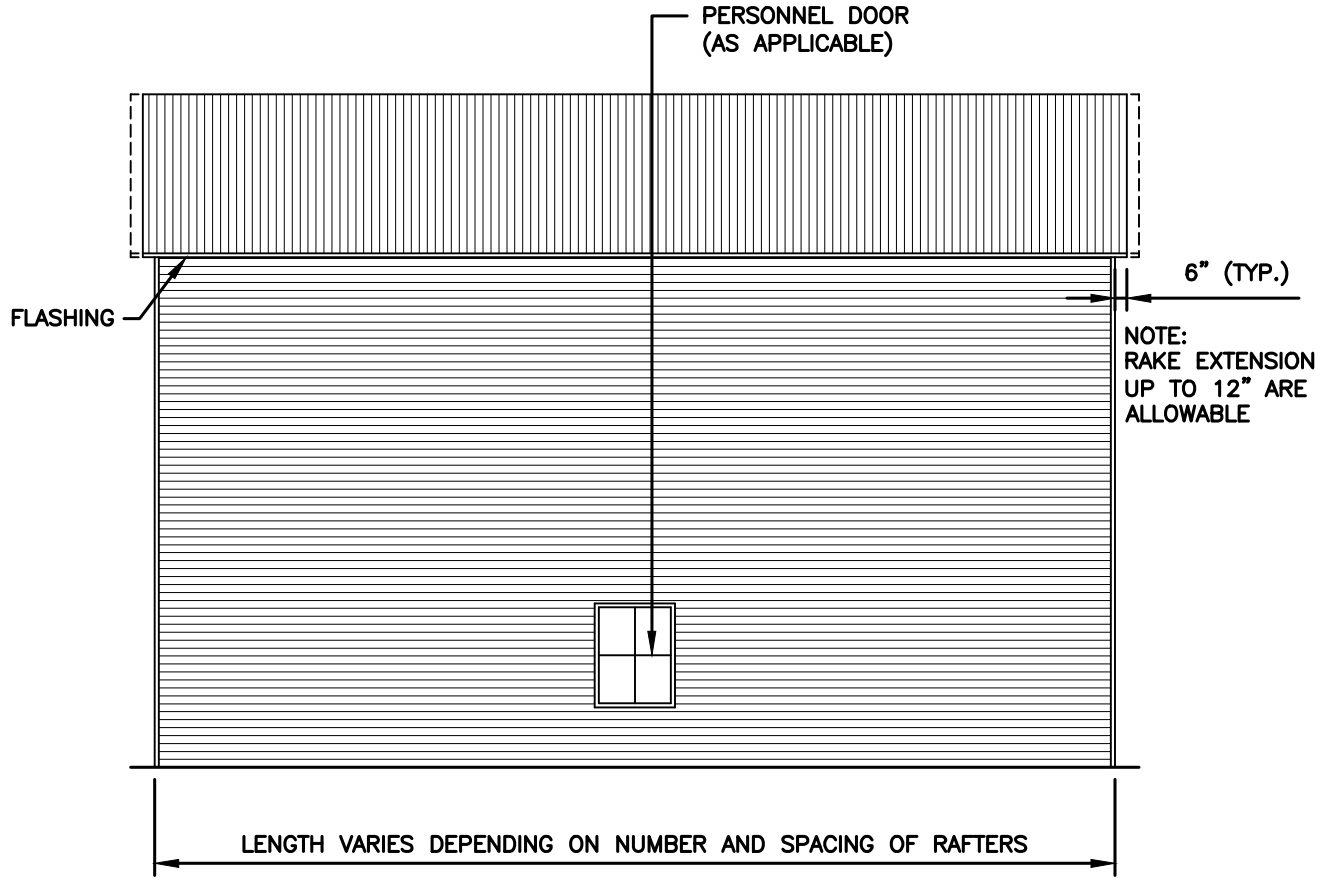 PERSONNEL DOOR
(AS APPLICABLE)
6" (TYP.)
FLASHING
NOTE:
RAKE EXTENSION
UP TO 12" ARE
ALLOWABLE
LENGTH VARIES DEPENDING ON NUMBER AND SPACING OF RAFTERS